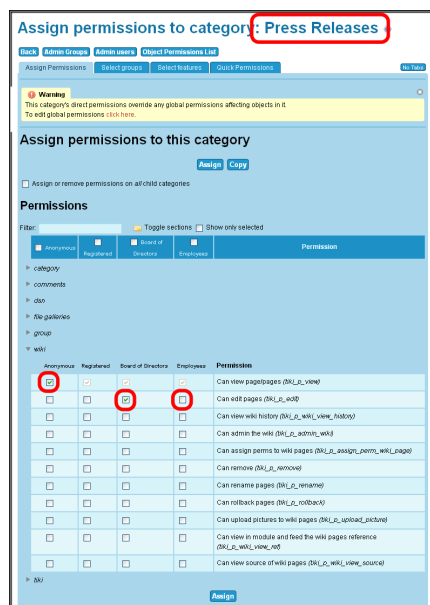 Assign permissions to category: Press Releases
Back Admin Groups Admin users Object Permissions List
Assign Permissions Select groups Select features Quick Permissions No Tabs
Warning
This category's direct permissions override any global permissions affecting objects in it.
To edit global permissions click here.
Assign permissions to this category
Assign Copy
Assign or remove permissions on all child categories
Permissions
Filter: Toggle sections Show only selected
Anonymous Registered Board of Directors Employees Permission
category
comments
dsn
file galleries
group
wiki
Anonymous Registered Board of Directors Employees Permission
Can view page/pages (tiki_p_view)
Can edit pages (tiki_p_edit)
Can view wiki history (tiki_p_wiki_view_history)
Can admin the wiki (tiki_p_admin_wiki)
Can assign perms to wiki pages (tiki_p_assign_perm_wiki_page)
Can remove (tiki_p_remove)
Can rename pages (tiki_p_rename)
Can rollback pages (tiki_p_rollback)
Can upload pictures to wiki pages (tiki_p_upload_picture)
Can view in module and feed the wiki pages reference
(tiki_p_wiki_view_ref)
Can view source of wiki pages (tiki_p_wiki_view_source)
tiki
Assign